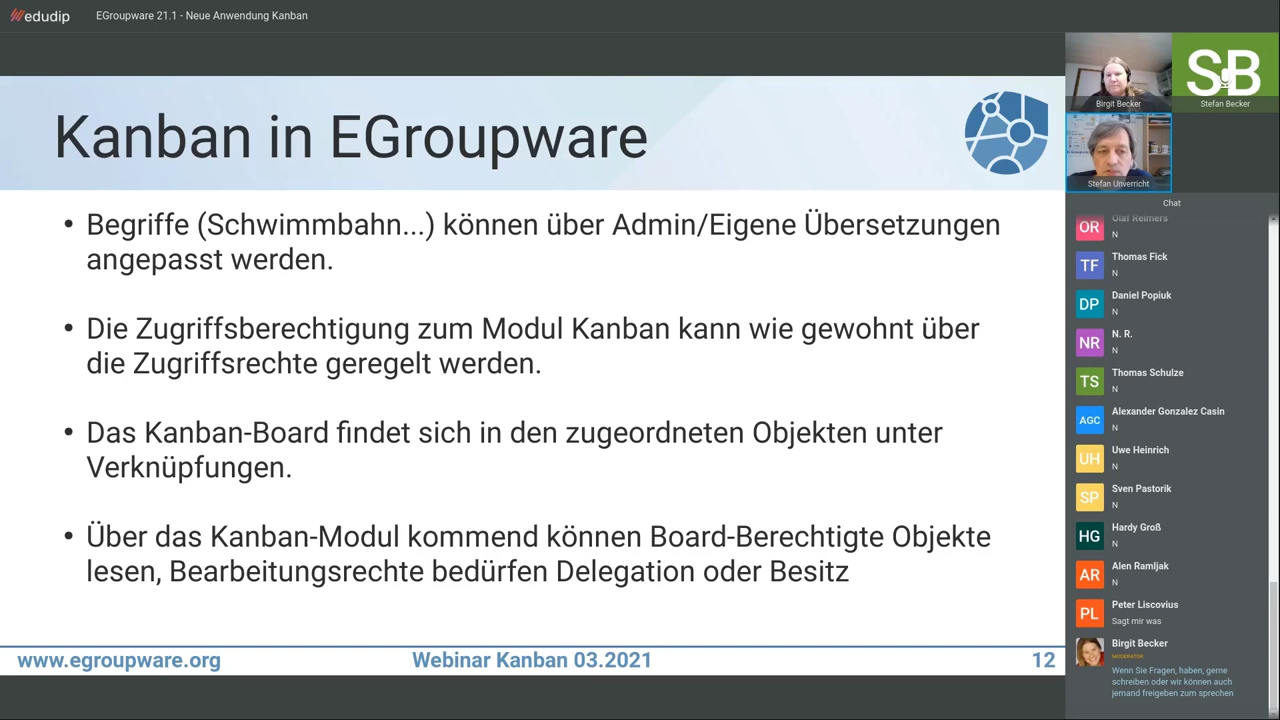 edudip
EGroupware 21.1 - Neue Anwendung Kanban
Kanban in EGroupware
• Begriffe (Schwimmbahn...) können über Admin/Eigene Übersetzungen
angepasst werden.
• Die Zugriffsberechtigung zum Modul Kanban kann wie gewohnt über
die Zugriffsrechte geregelt werden.
• Das Kanban-Board findet sich in den zugeordneten Objekten unter
Verknüpfungen.
• Über das Kanban-Modul kommend können Board-Berechtigte Objekte
lesen, Bearbeitungsrechte bedürfen Delegation oder Besitz
www.egroupware.org
Webinar Kanban 03.2021
12
Birgit Becker
SB
Stefan Becker
Stefan Unverricht
Chat
OR
Olaf Reimers
N
TF
Thomas Fick
N
DP
Daniel Popiuk
N
NR
N. R.
N
TS
Thomas Schulze
N
AGC
Alexander Gonzalez Casin
N
UH
Uwe Heinrich
N
SP
Sven Pastorik
N
HG
Hardy Groß
N
AR
Alen Ramljak
N
PL
Peter Liscovius
Sagt mir was
Birgit Becker
MODERATOR
Wenn Sie Fragen, haben, gerne
schreiben oder wir können auch
jemand freigeben zum sprechen